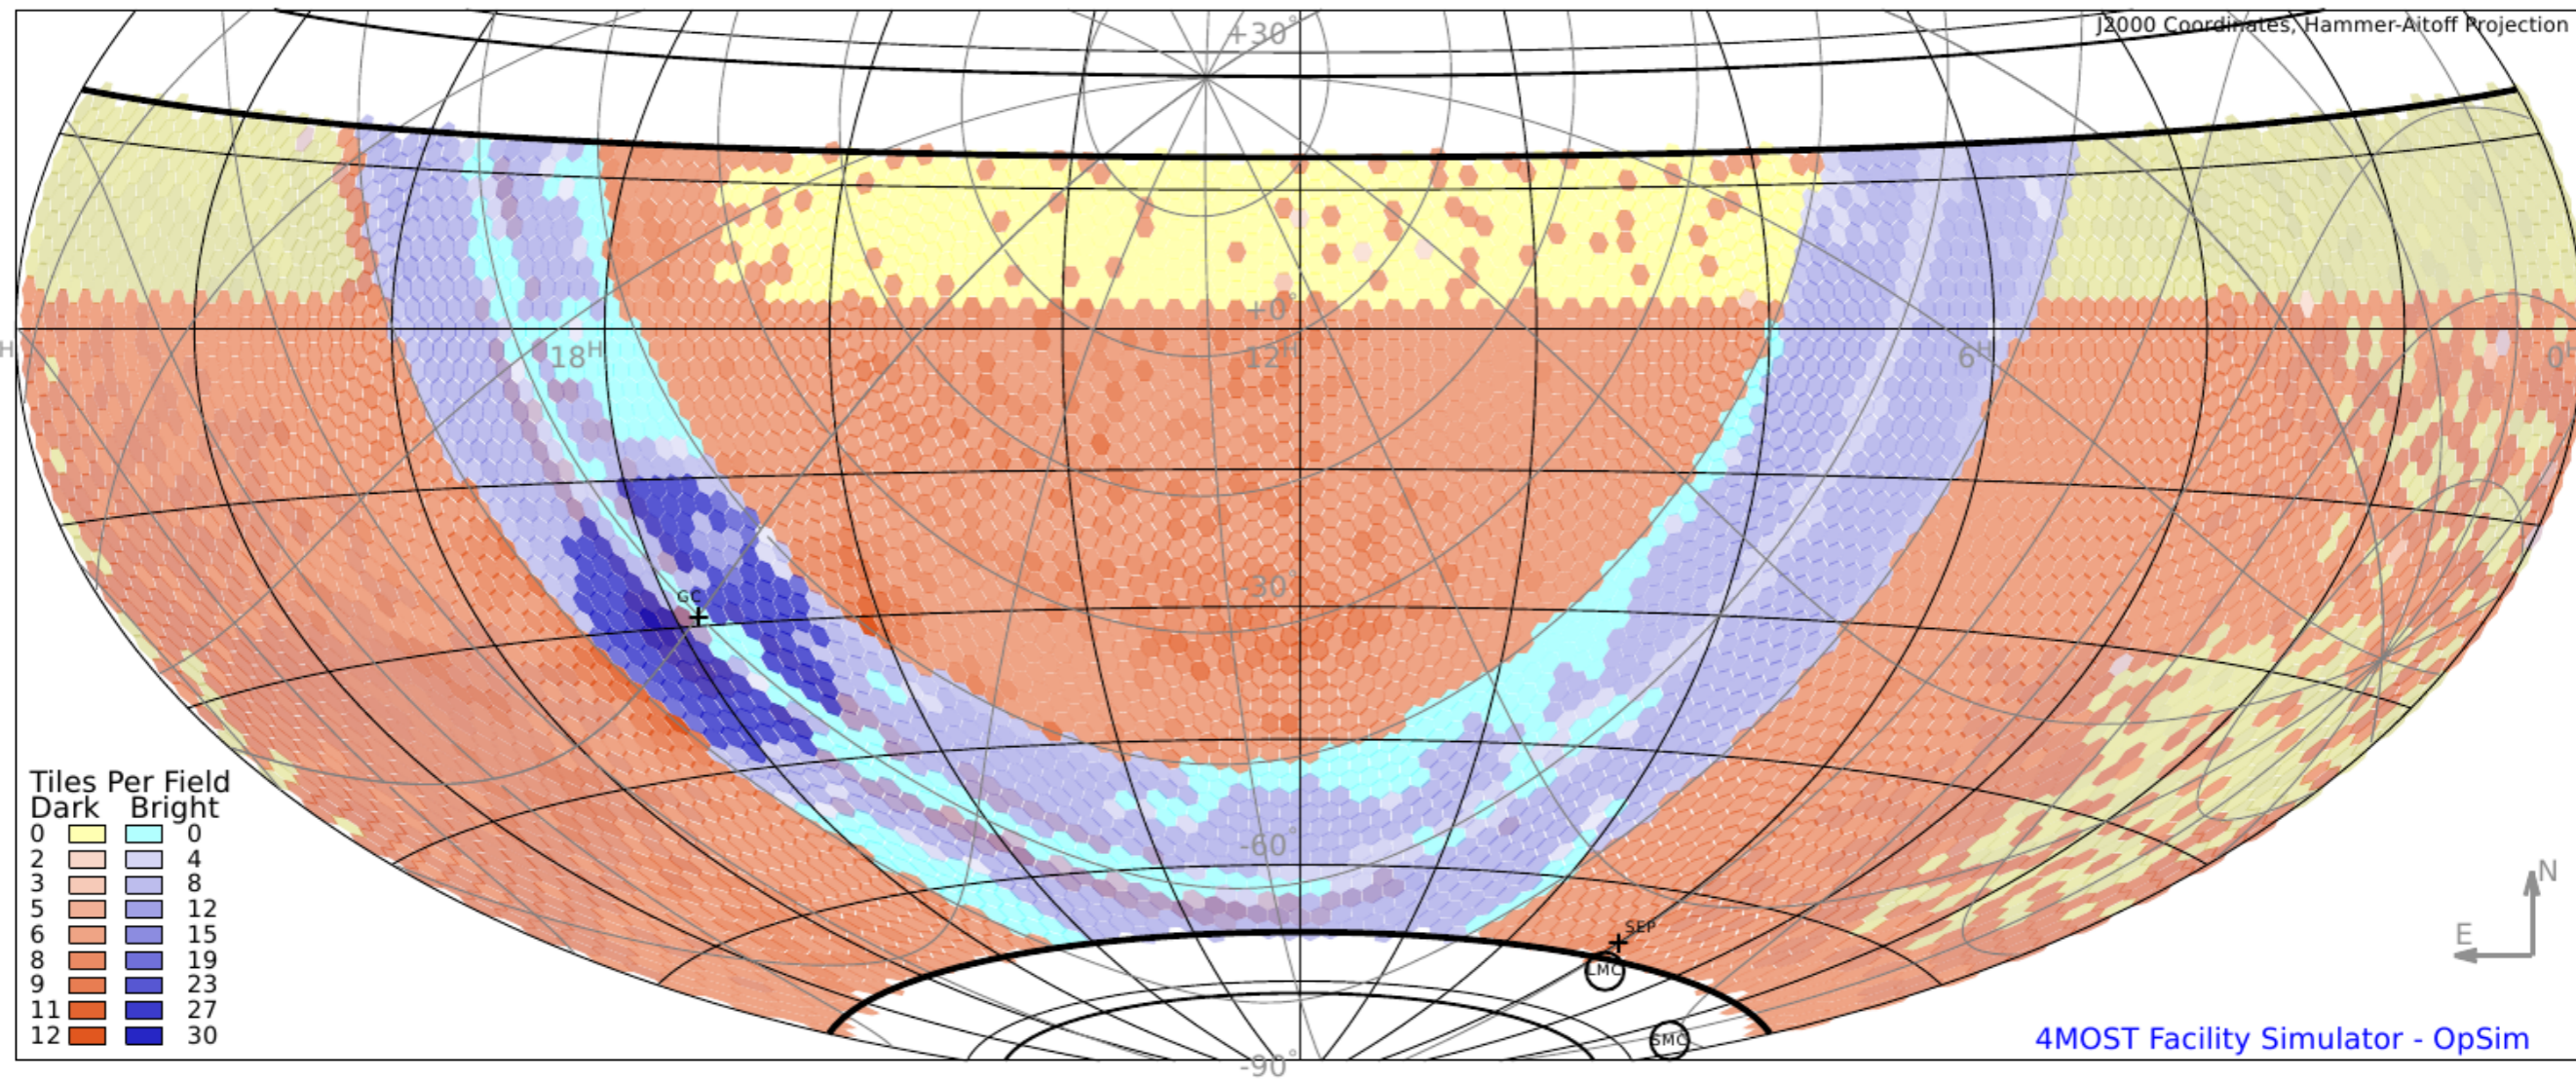 +30°
J2000 Coordinates, Hammer-Aitoff Projection
+0°
H
18H
12H
6H
0H
-30°
GC
-60°
Tiles Per Field
Dark Bright
0 0
2 4
3 8
5 12
6 15
8 19
9 23
11 27
12 30
N
E
SEP
LMC
SMC
4MOST Facility Simulator - OpSim
-90°